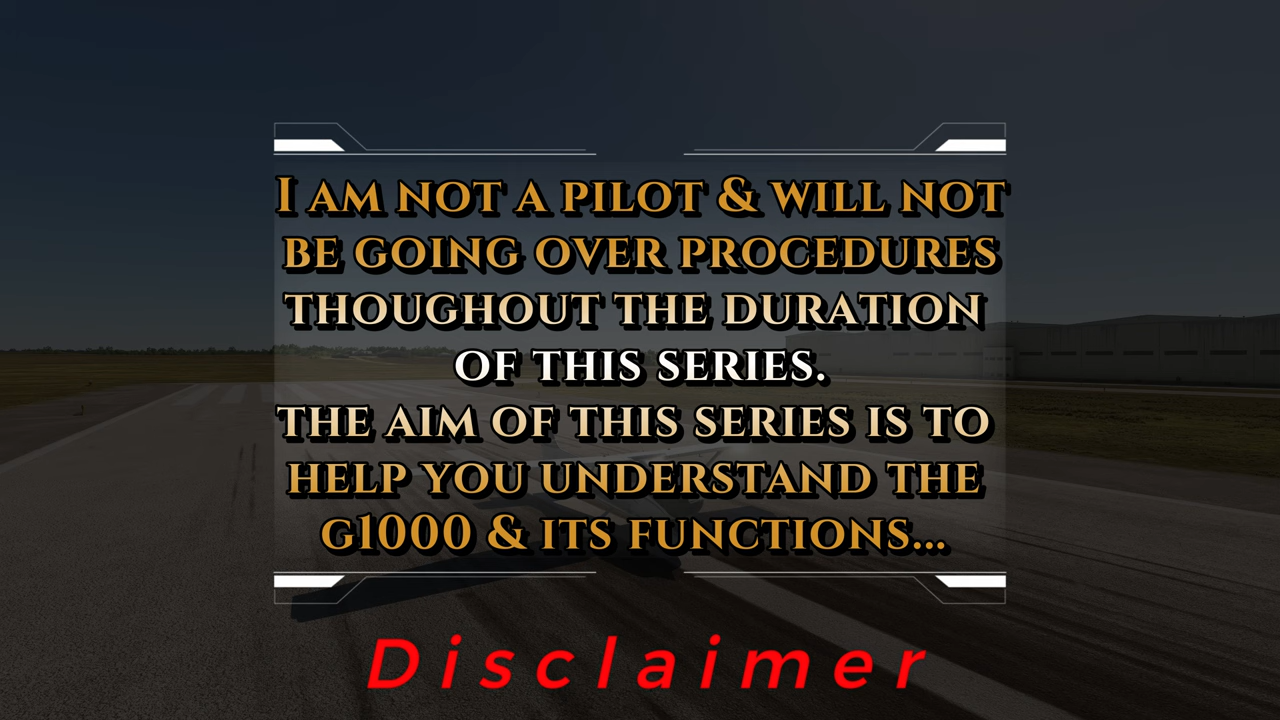 I AM NOT A PILOT & WILL NOT
BE GOING OVER PROCEDURES
THOUGHOUT THE DURATION
OF THIS SERIES.
THE AIM OF THIS SERIES IS TO
HELP YOU UNDERSTAND THE
G1000 & ITS FUNCTIONS...
Disclaimer